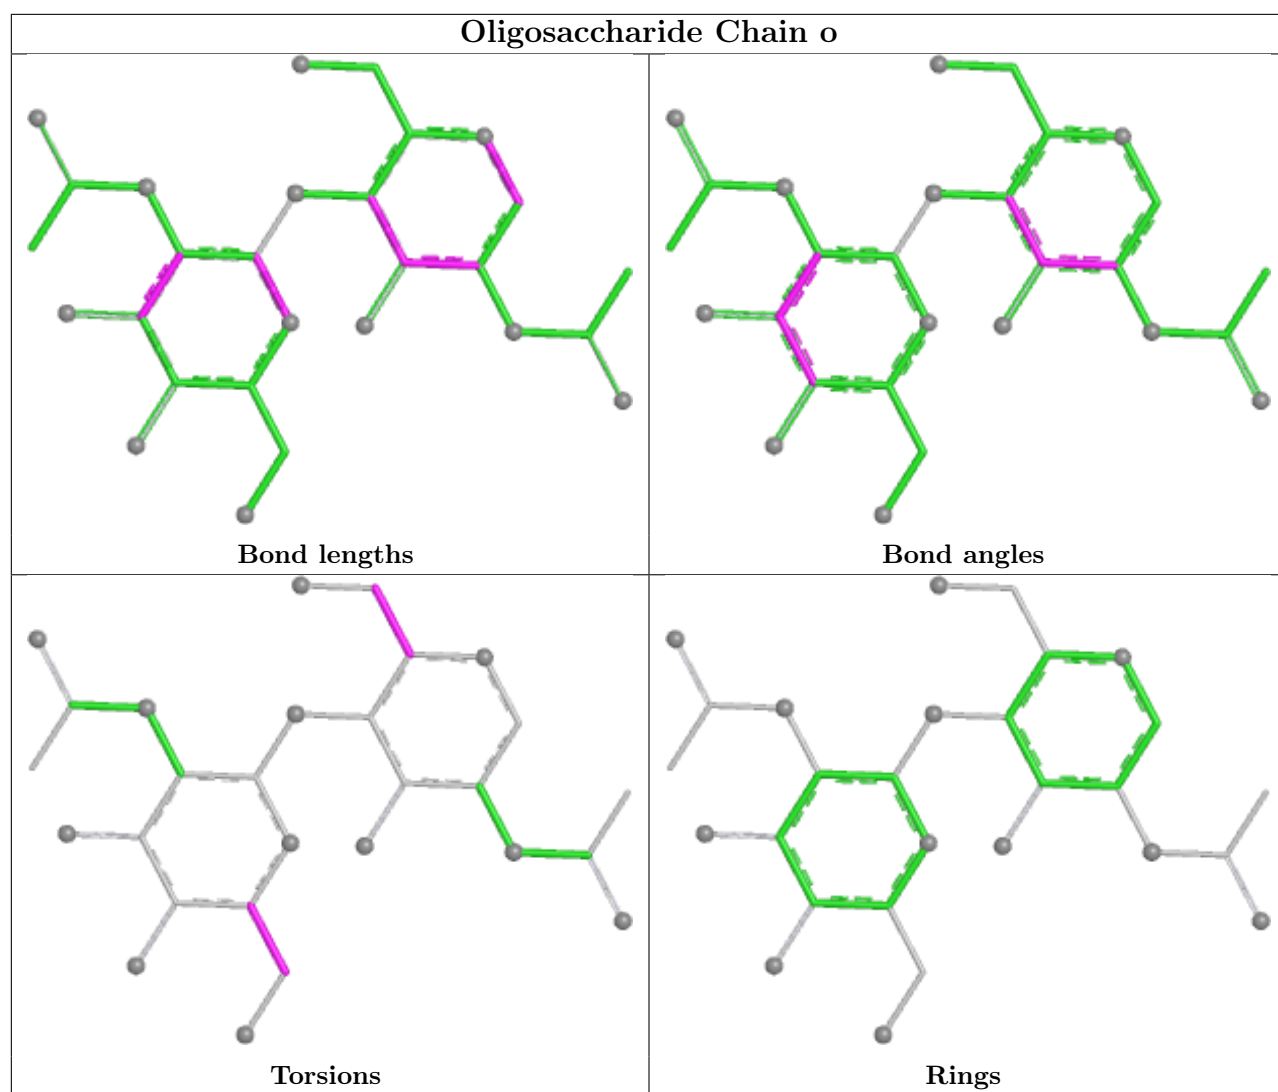 Oligosaccharide Chain o
Bond lengths
Bond angles
Torsions
Rings